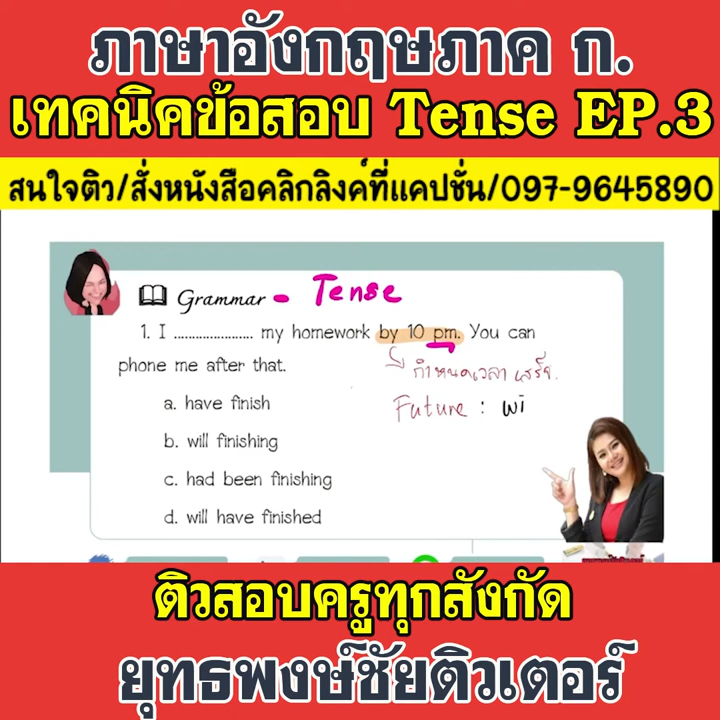 ภาษาอังกฤษภาค ก.
เทคนิคข้อสอบ Tense EP.3
สนใจติว/สั่งหนังสือคลิกลิงค์ที่แคปชั่น/097-9645890
Grammar - Tense
1. I ...................... my homework by 10 pm. You can
phone me after that.
กำหนดเวลา เสร็จ.
a. have finish
Future : wi
b. will finishing
c. had been finishing
d. will have finished
ติวสอบครูทุกสังกัด
ยุทธพงษ์ชัยติวเตอร์